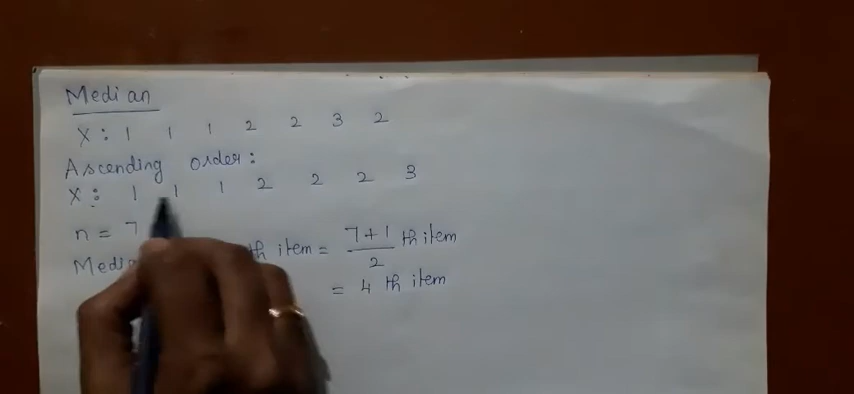 Median
X : 1 1 1 2 2 3 2
Ascending order :
X : 1 1 1 2 2 2 3
n = 7
th item = 7+1/2 th item
= 4 th item